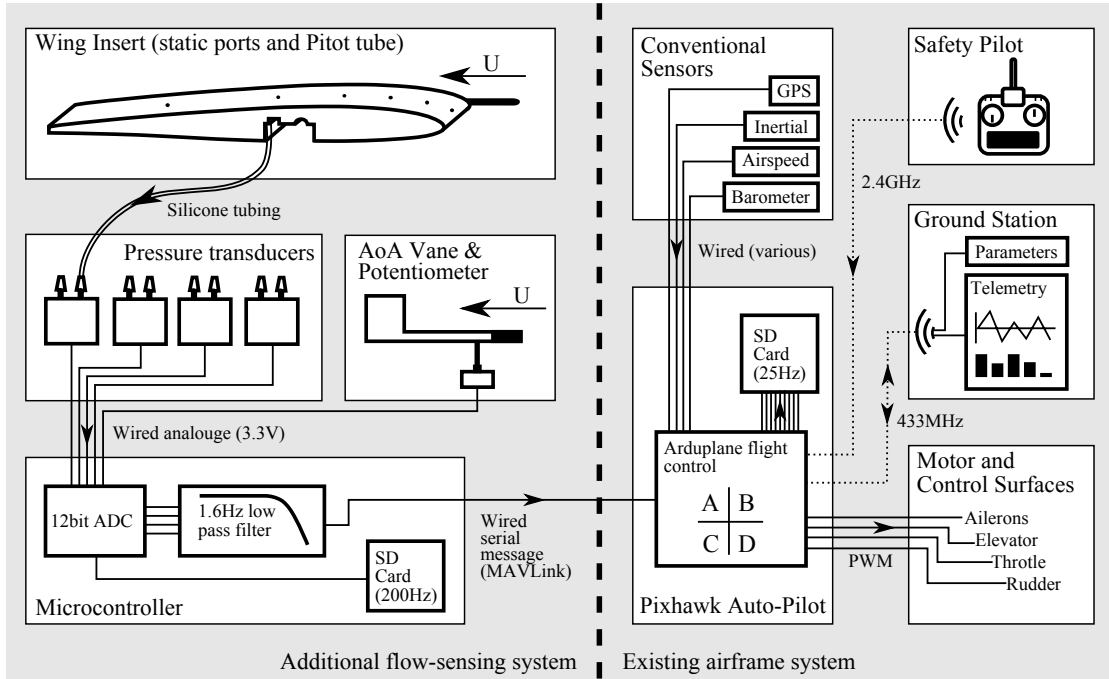 Wing Insert (static ports and Pitot tube)
U
Silicone tubing
Pressure transducers
AoA Vane &
Potentiometer
U
Wired analouge (3.3V)
12bit ADC
1.6Hz low
pass filter
SD
Card
(200Hz)
Microcontroller
Wired
serial
message
(MAVLink)
Additional flow-sensing system
Conventional
Sensors
GPS
Inertial
Airspeed
Barometer
Wired (various)
SD
Card
(25Hz)
Arduplane flight
control
A B
C D
Pixhawk Auto-Pilot
Safety Pilot
2.4GHz
Ground Station
Parameters
Telemetry
433MHz
Motor and
Control Surfaces
Ailerons
Elevator
Throttle
Rudder
PWM
Existing airframe system